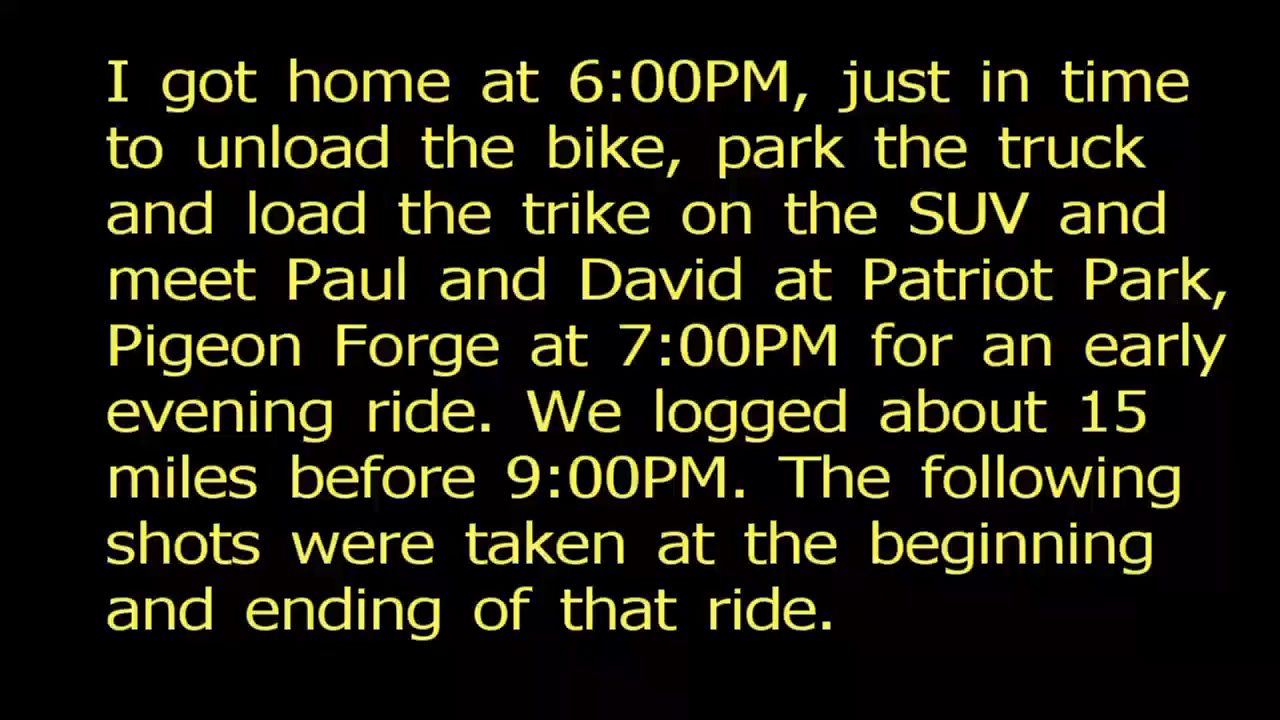 I got home at 6:00PM, just in time
to unload the bike, park the truck
and load the trike on the SUV and
meet Paul and David at Patriot Park,
Pigeon Forge at 7:00PM for an early
evening ride. We logged about 15
miles before 9:00PM. The following
shots were taken at the beginning
and ending of that ride.